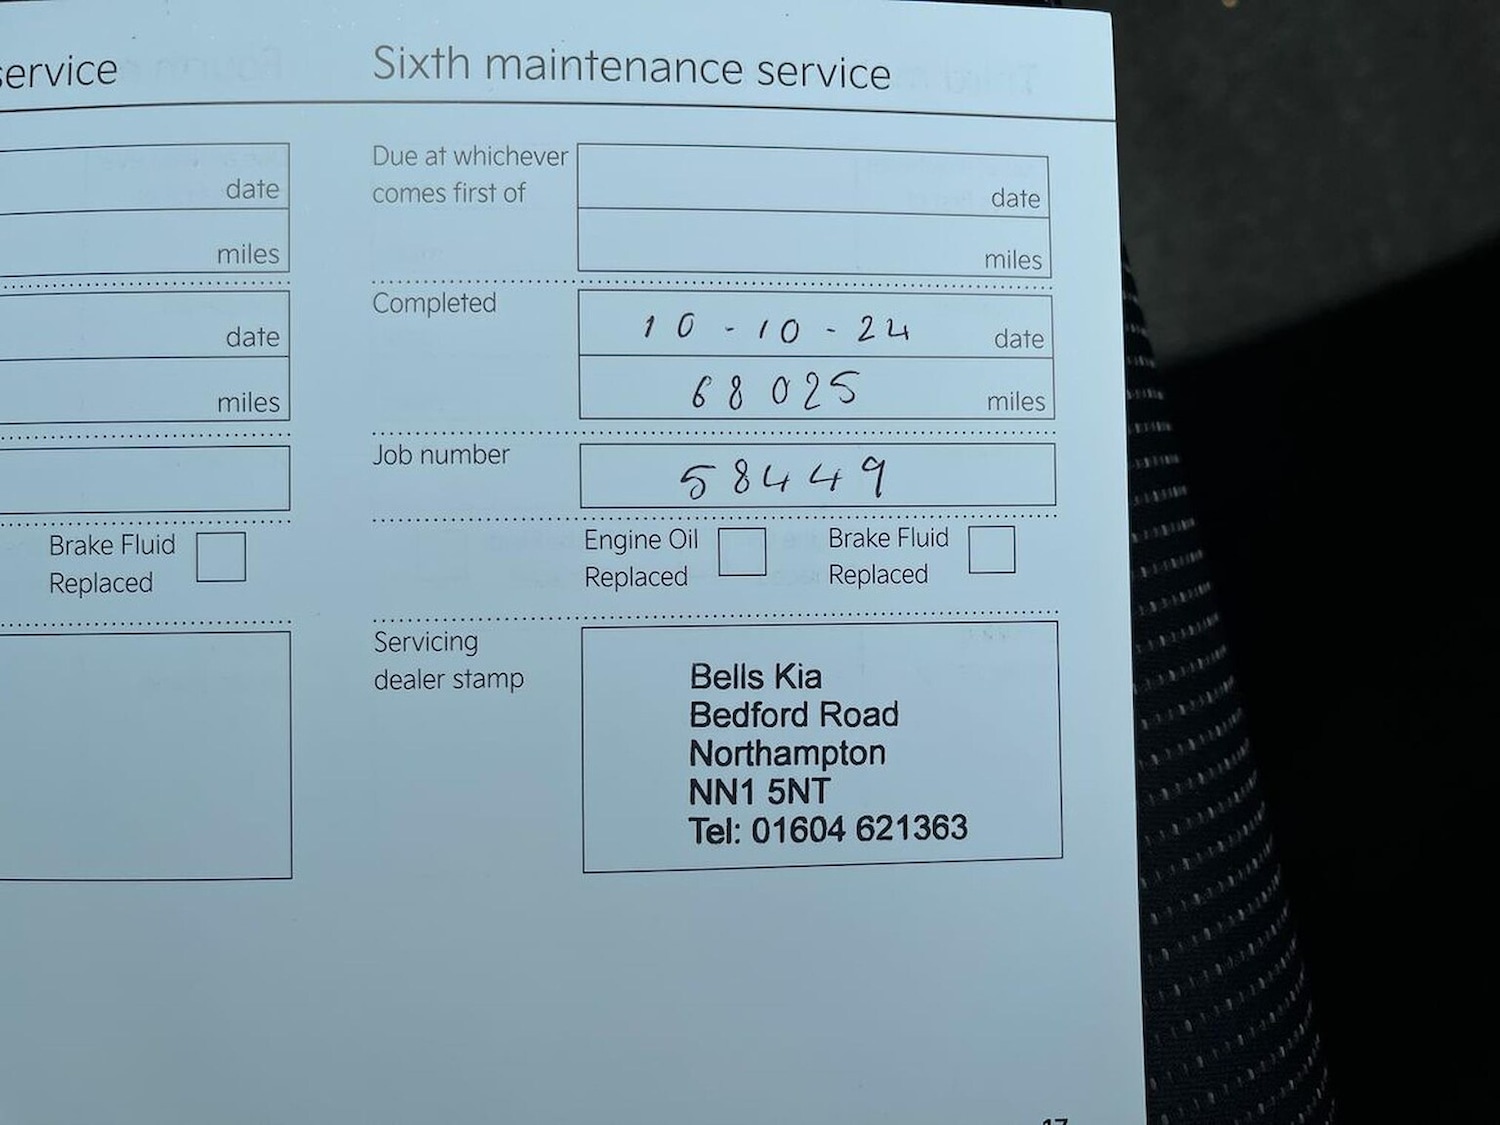 service
date
miles
date
miles
Brake Fluid
Replaced
Sixth maintenance service
Due at whichever
comes first of
date
miles
Completed
10-10-24 date
68025 miles
Job number
58449
Engine Oil
Replaced
Brake Fluid
Replaced
Servicing
dealer stamp
Bells Kia
Bedford Road
Northampton
NN1 5NT
Tel: 01604 621363
17